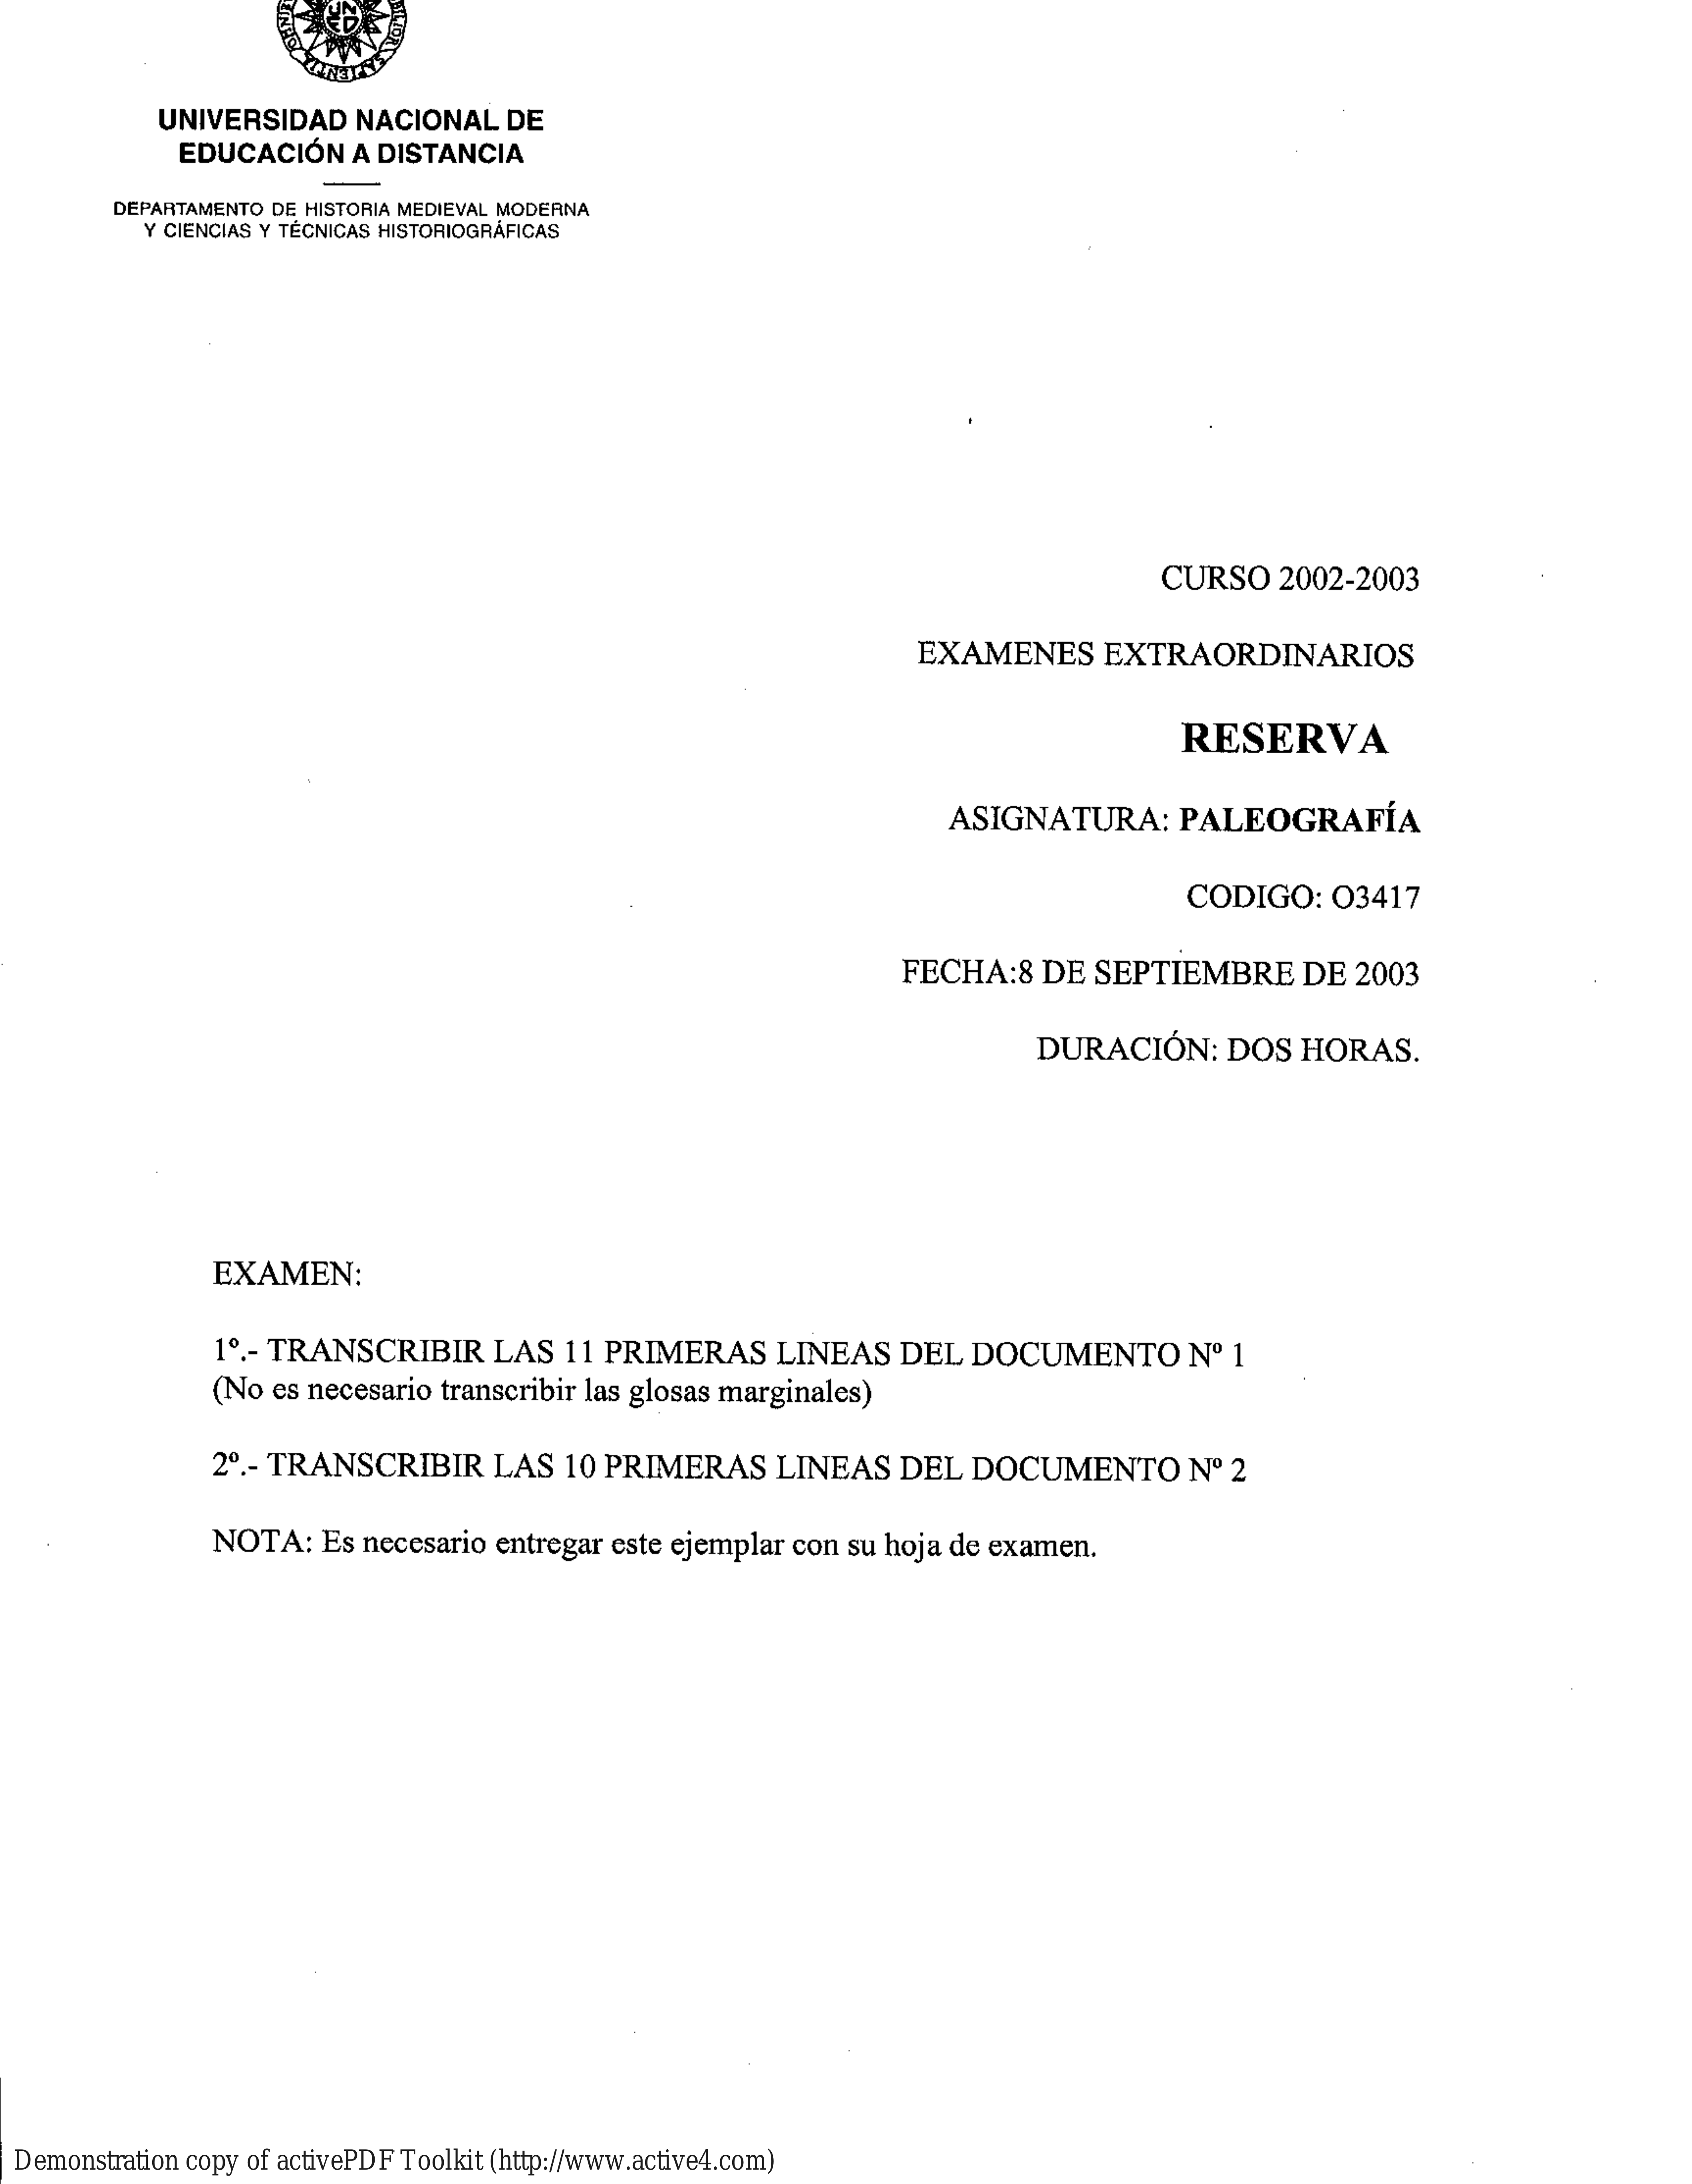 UNED
UNIVERSIDAD NACIONAL DE
EDUCACIÓN A DISTANCIA
DEPARTAMENTO DE HISTORIA MEDIEVAL MODERNA
Y CIENCIAS Y TÉCNICAS HISTORIOGRÁFICAS
CURSO 2002-2003
EXAMENES EXTRAORDINARIOS
RESERVA
ASIGNATURA: PALEOGRAFÍA
CODIGO: O3417
FECHA:8 DE SEPTIEMBRE DE 2003
DURACIÓN: DOS HORAS.
EXAMEN:
1º.- TRANSCRIBIR LAS 11 PRIMERAS LINEAS DEL DOCUMENTO Nº 1
(No es necesario transcribir las glosas marginales)
2º.- TRANSCRIBIR LAS 10 PRIMERAS LINEAS DEL DOCUMENTO Nº 2
NOTA: Es necesario entregar este ejemplar con su hoja de examen.
Demonstration copy of activePDF Toolkit (http://www.active4.com)